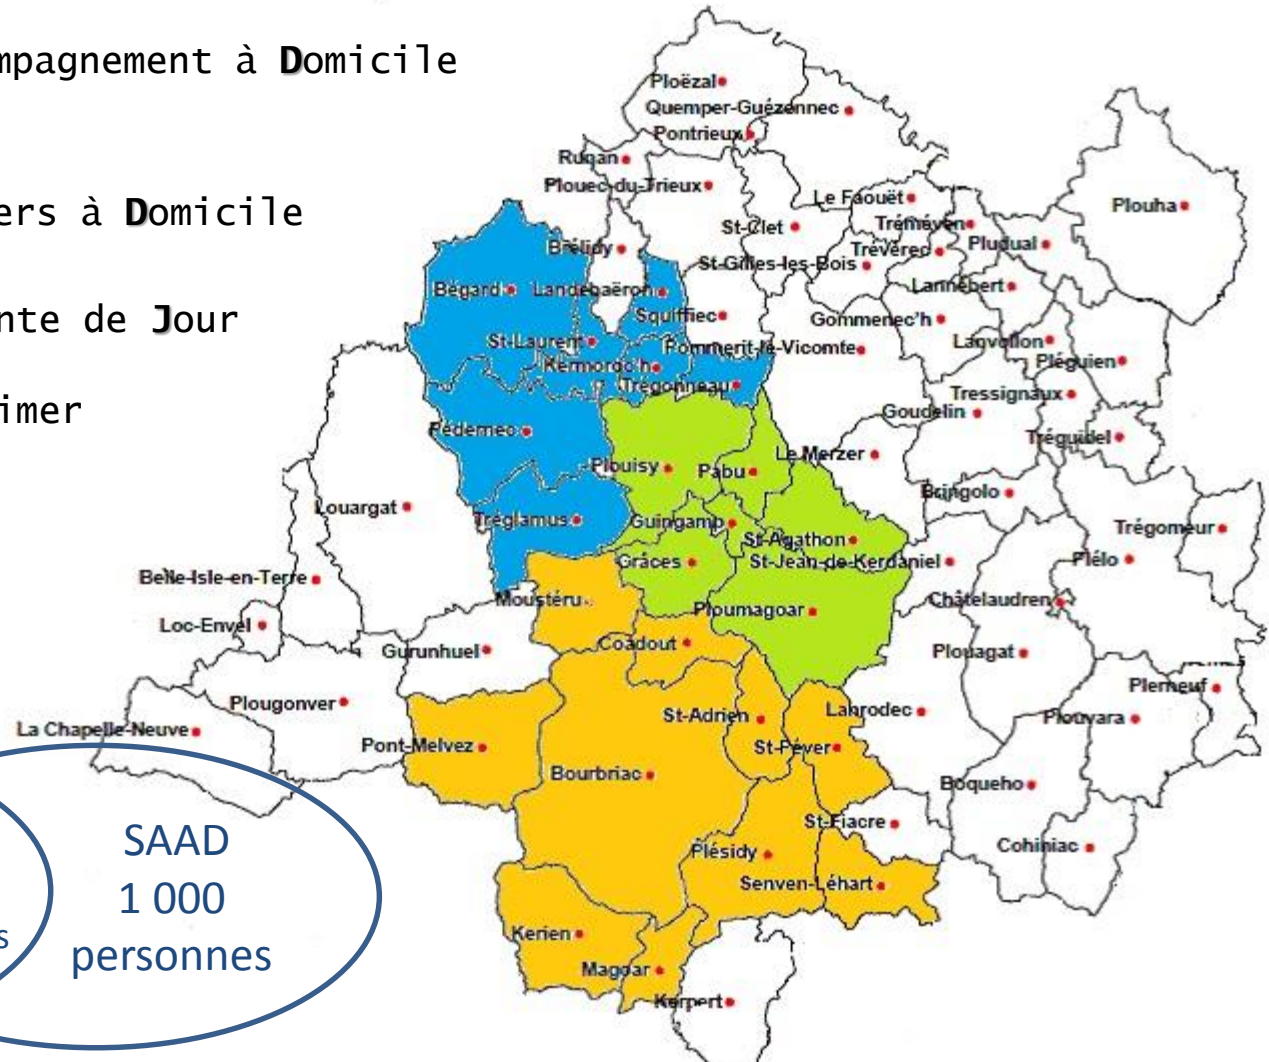 mpagnement à Domicile
ers à Domicile
nte de Jour
imer
Ploëzal
Quemper-Guézennec
Pontrieux
Runan
Plouec-du-Trieux
Le Faouët
Plouha
St-Clet
Tréméven
Brélidy
Trévérec
Pludual
St-Gilles-les-Bois
Bégard
Landebaëron
Lannebert
Squiffiec
Gommenec'h
St-Laurent
Pommerit-le-Vicomte
Lanvollon
Kermoroc'h
Pléguien
Trégonneau
Tressignaux
Goudelin
Pédernec
Tréguidel
Le Merzer
Plouisy
Pabu
Bringolo
Louargat
Tréglamus
Guingamp
Trégomeur
St-Agathon
Grâces
St-Jean-de-Kerdaniel
Plélo
Belle-Isle-en-Terre
Moustéru
Châtelaudren
Ploumagoar
Loc-Envel
Coadout
Gurunhuel
Plouagat
Plerneuf
Plougonver
St-Adrien
Lanrodec
Plouvara
La Chapelle-Neuve
Pont-Melvez
St-Péver
Bourbriac
Boqueho
St-Fiacre
SAAD
1 000
personnes
s
Plésidy
Cohiniac
Senven-Léhart
Kerien
Magoar
Kerpert